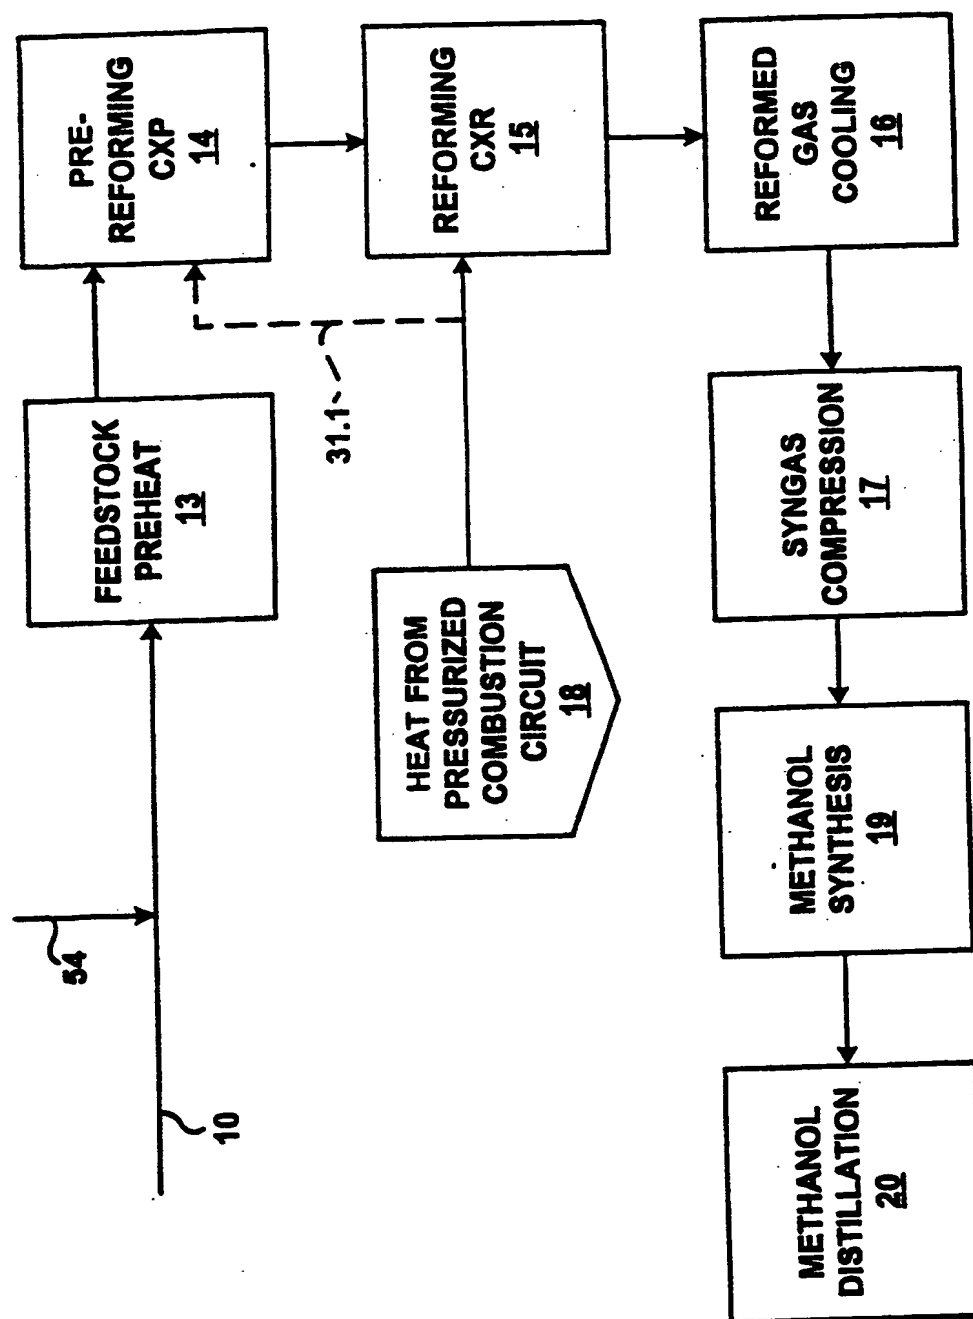 54
10
FEEDSTOCK
PREHEAT
13
PRE-
REFORMING
CXP
14
31.1
HEAT FROM
PRESSURIZED
COMBUSTION
CIRCUIT
18
REFORMING
CXR
15
REFORMED
GAS
COOLING
16
SYNGAS
COMPRESSION
17
METHANOL
SYNTHESIS
19
METHANOL
DISTILLATION
20